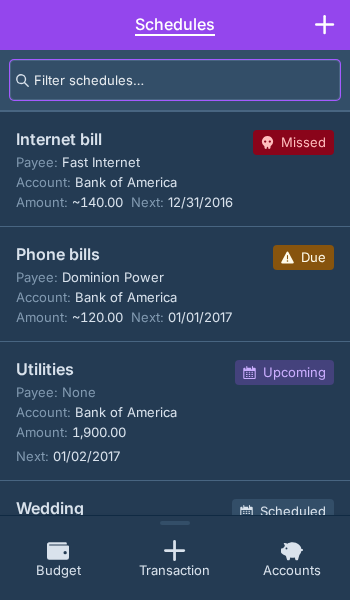 Schedules
Filter schedules...
Internet bill
Missed
Payee: Fast Internet
Account: Bank of America
Amount: ~140.00 Next: 12/31/2016
Phone bills
Due
Payee: Dominion Power
Account: Bank of America
Amount: ~120.00 Next: 01/01/2017
Utilities
Upcoming
Payee: None
Account: Bank of America
Amount: 1,900.00
Next: 01/02/2017
Wedding
Scheduled
Budget
Transaction
Accounts